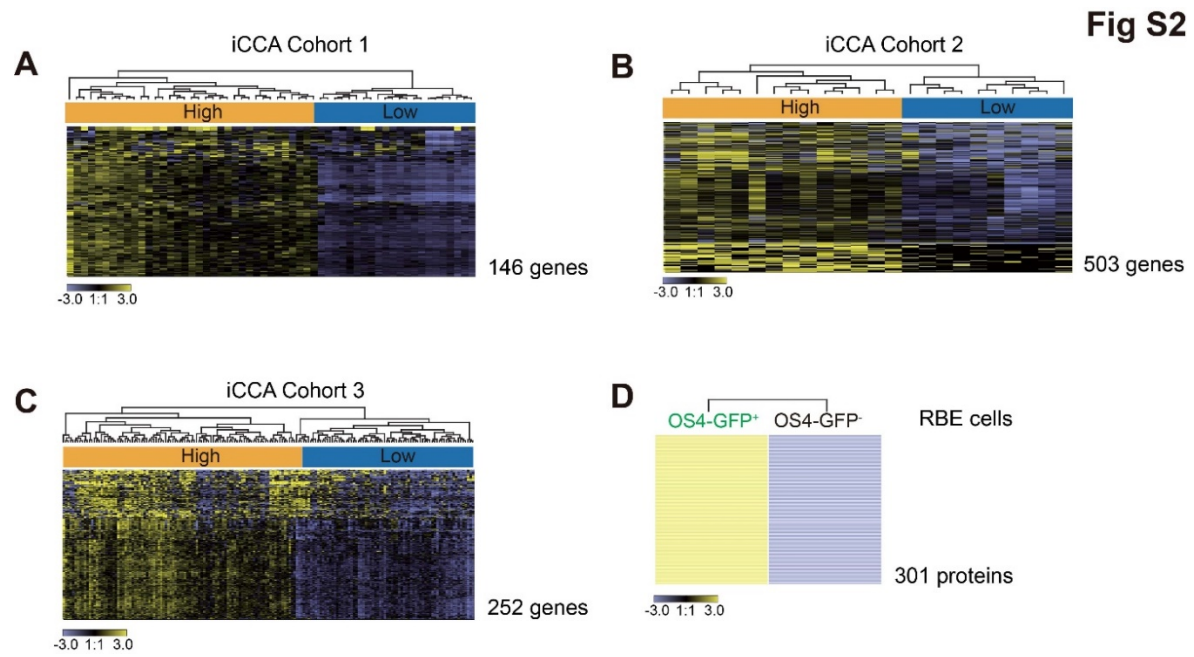 Fig S2
A
iCCA Cohort 1
High Low
146 genes
-3.0 1:1 3.0
B
iCCA Cohort 2
High Low
503 genes
-3.0 1:1 3.0
C
iCCA Cohort 3
High Low
252 genes
-3.0 1:1 3.0
D
OS4-GFP⁺ OS4-GFP⁻ RBE cells
301 proteins
-3.0 1:1 3.0